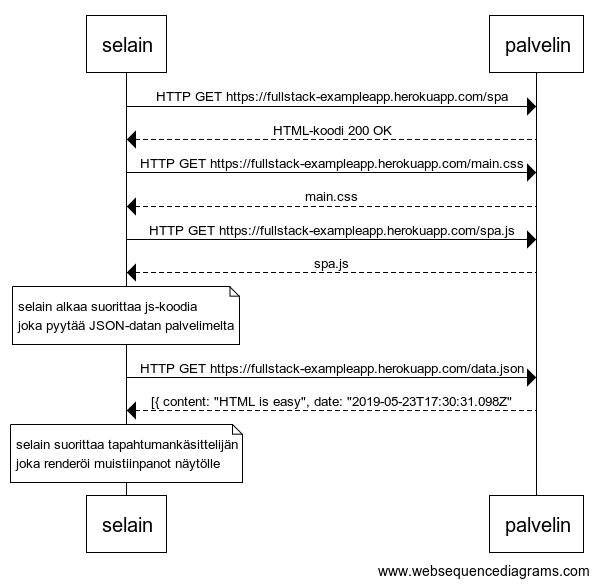 selain palvelin
HTTP GET https://fullstack-exampleapp.herokuapp.com/spa
HTML-koodi 200 OK
HTTP GET https://fullstack-exampleapp.herokuapp.com/main.css
main.css
HTTP GET https://fullstack-exampleapp.herokuapp.com/spa.js
spa.js
selain alkaa suorittaa js-koodia
joka pyytää JSON-datan palvelimelta
HTTP GET https://fullstack-exampleapp.herokuapp.com/data.json
[{ content: "HTML is easy", date: "2019-05-23T17:30:31.098Z"
selain suorittaa tapahtumankäsittelijän
joka renderöi muistiinpanot näytölle
selain palvelin
www.websequencediagrams.com